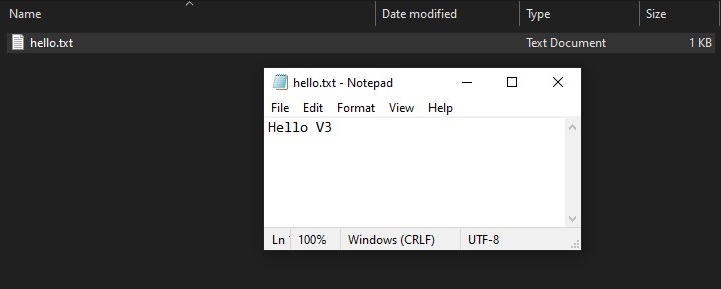 Name Date modified Type Size
hello.txt Text Document 1 KB
hello.txt - Notepad
File Edit Format View Help
Hello V3
Ln 100% Windows (CRLF) UTF-8